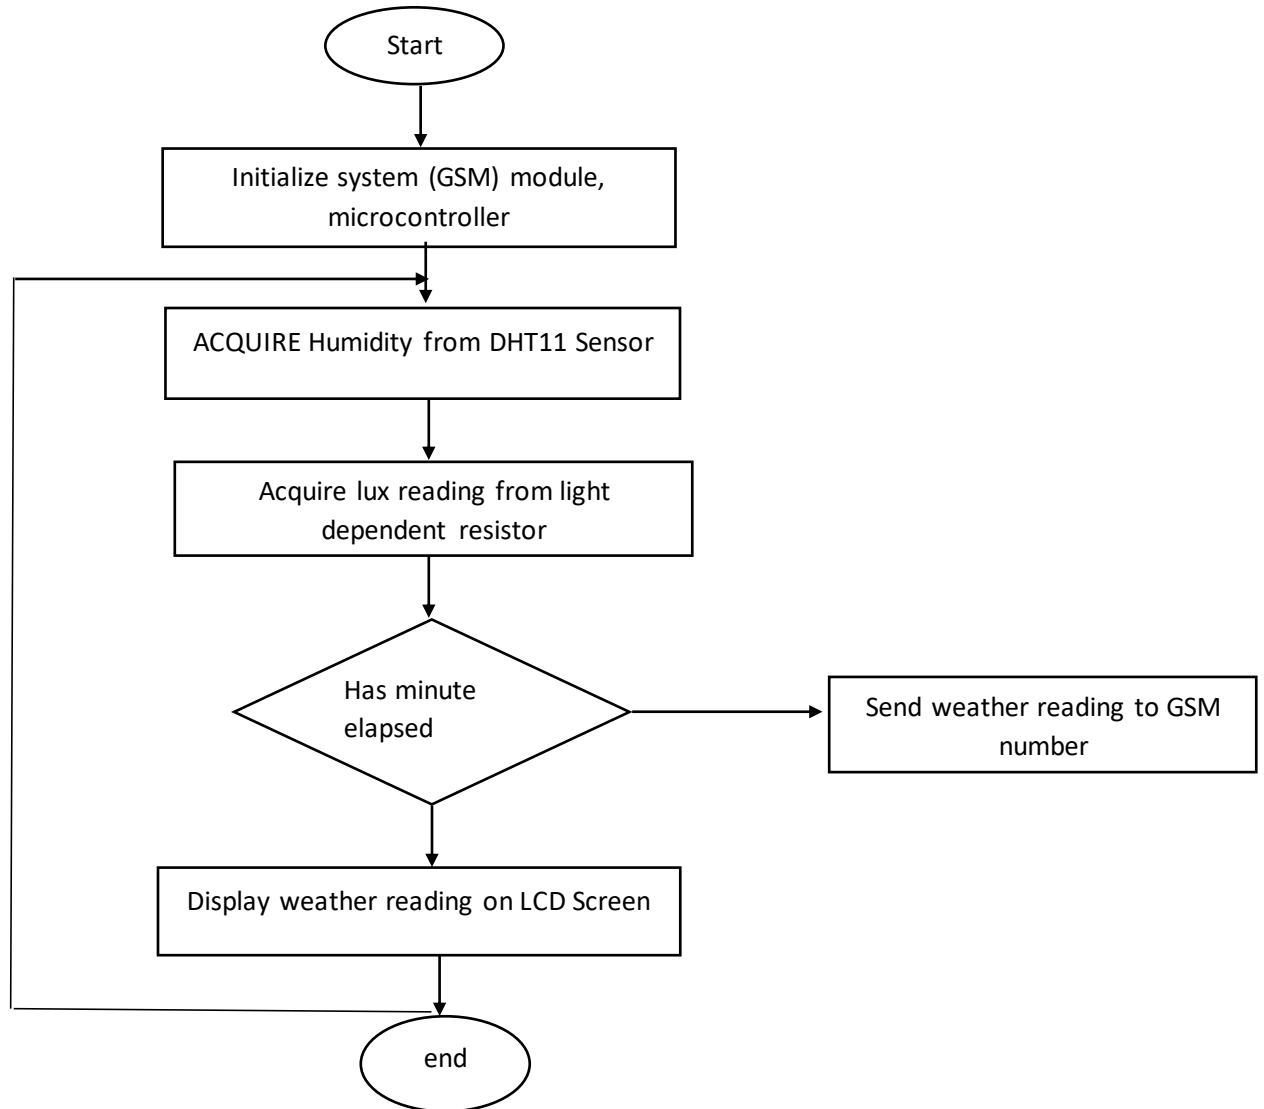 Start
Initialize system (GSM) module,
microcontroller
ACQUIRE Humidity from DHT11 Sensor
Acquire lux reading from light
dependent resistor
Has minute
elapsed
Send weather reading to GSM
number
Display weather reading on LCD Screen
end